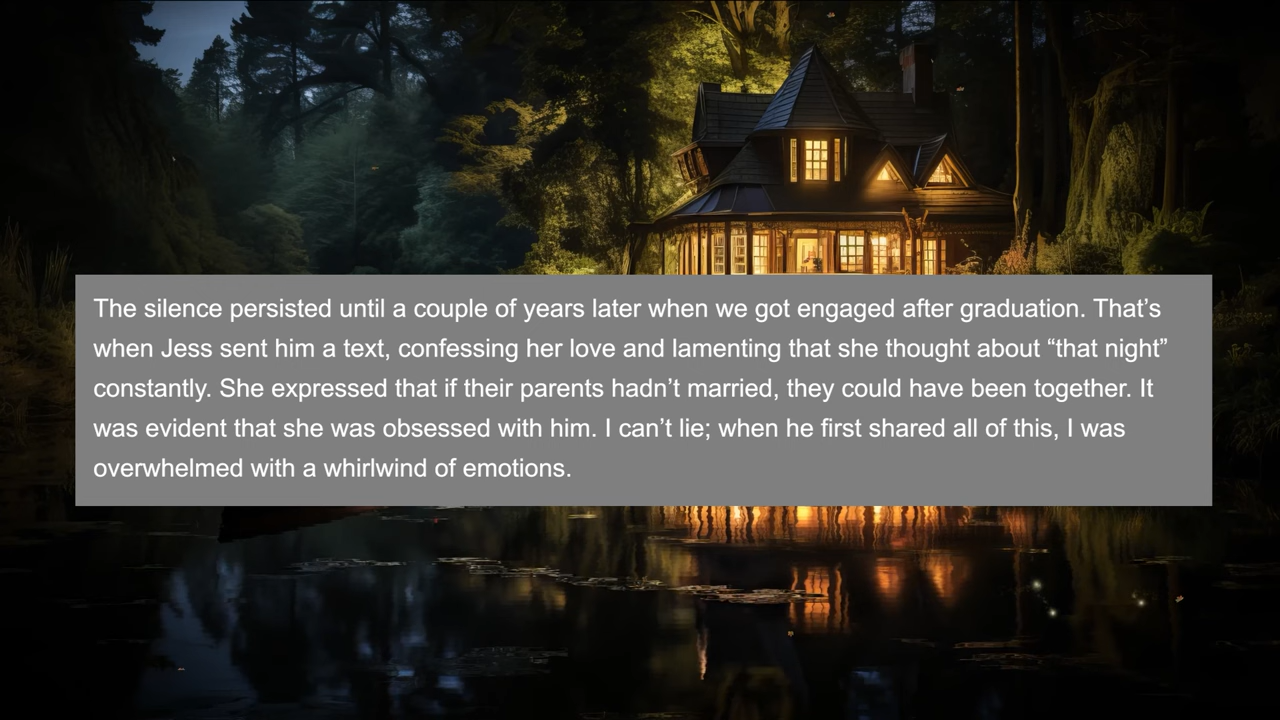 The silence persisted until a couple of years later when we got engaged after graduation. That’s
when Jess sent him a text, confessing her love and lamenting that she thought about “that night”
constantly. She expressed that if their parents hadn’t married, they could have been together. It
was evident that she was obsessed with him. I can’t lie; when he first shared all of this, I was
overwhelmed with a whirlwind of emotions.